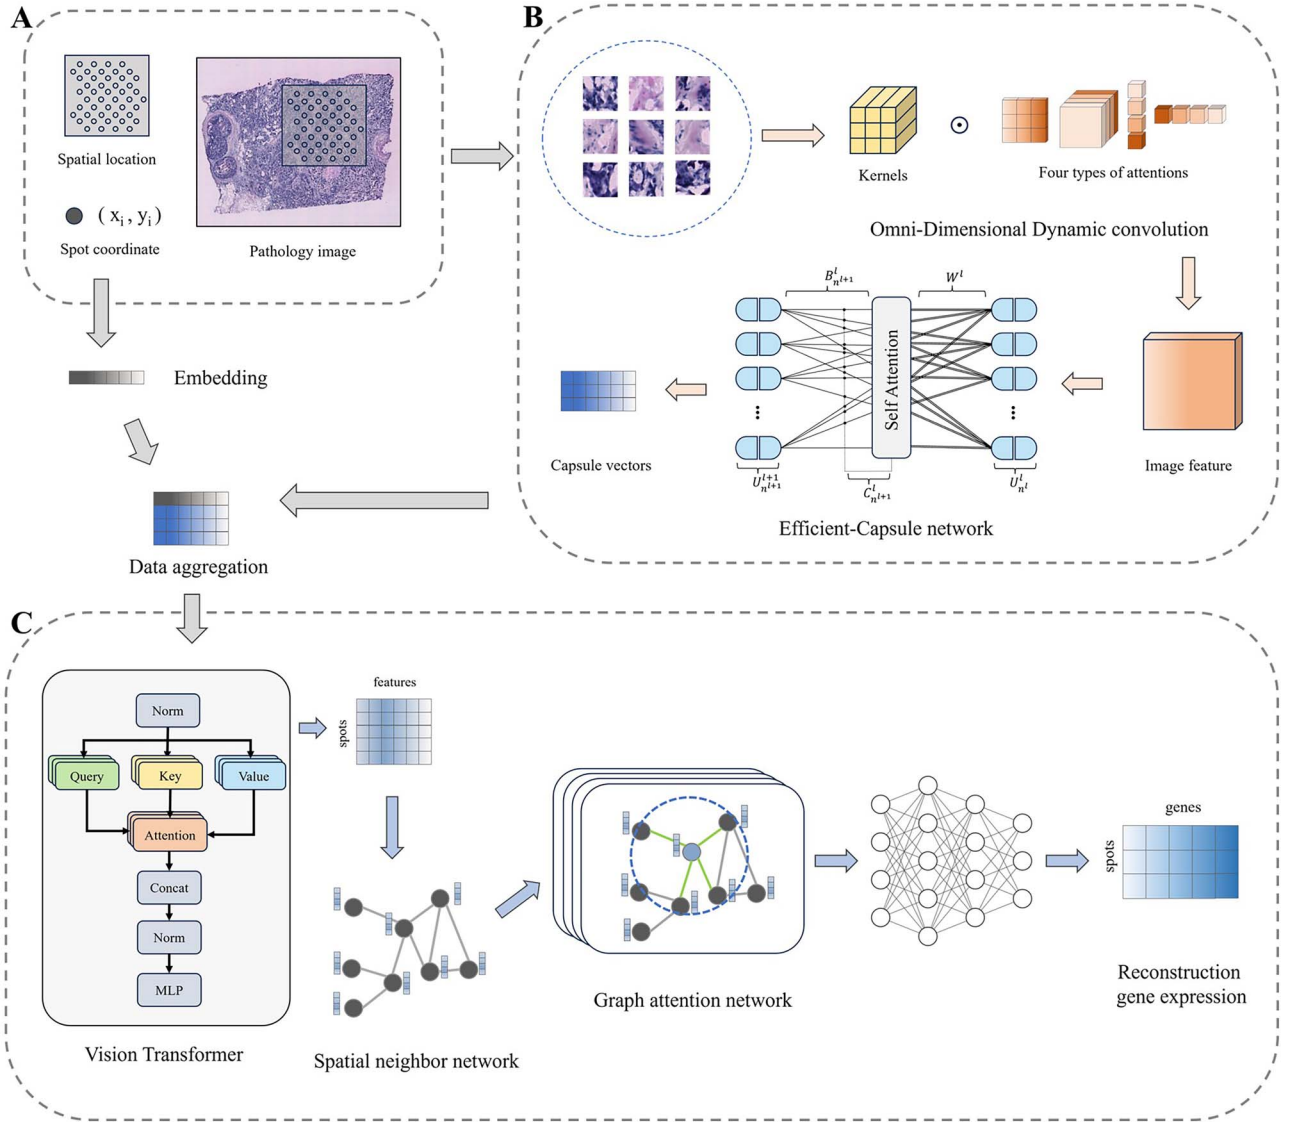 A
Spatial location
( x_i , y_i )
Spot coordinate
Pathology image
Embedding
Data aggregation
B
Kernels
Four types of attentions
Omni-Dimensional Dynamic convolution
B^l_{n^{l+1}}
W^l
Self Attention
U^{l+1}_{n^{l+1}}
C^l_{n^{l+1}}
U^l_{n^l}
Capsule vectors
Image feature
Efficient-Capsule network
C
Norm
Query
Key
Value
Attention
Concat
Norm
MLP
Vision Transformer
features
spots
Spatial neighbor network
Graph attention network
genes
spots
Reconstruction
gene expression